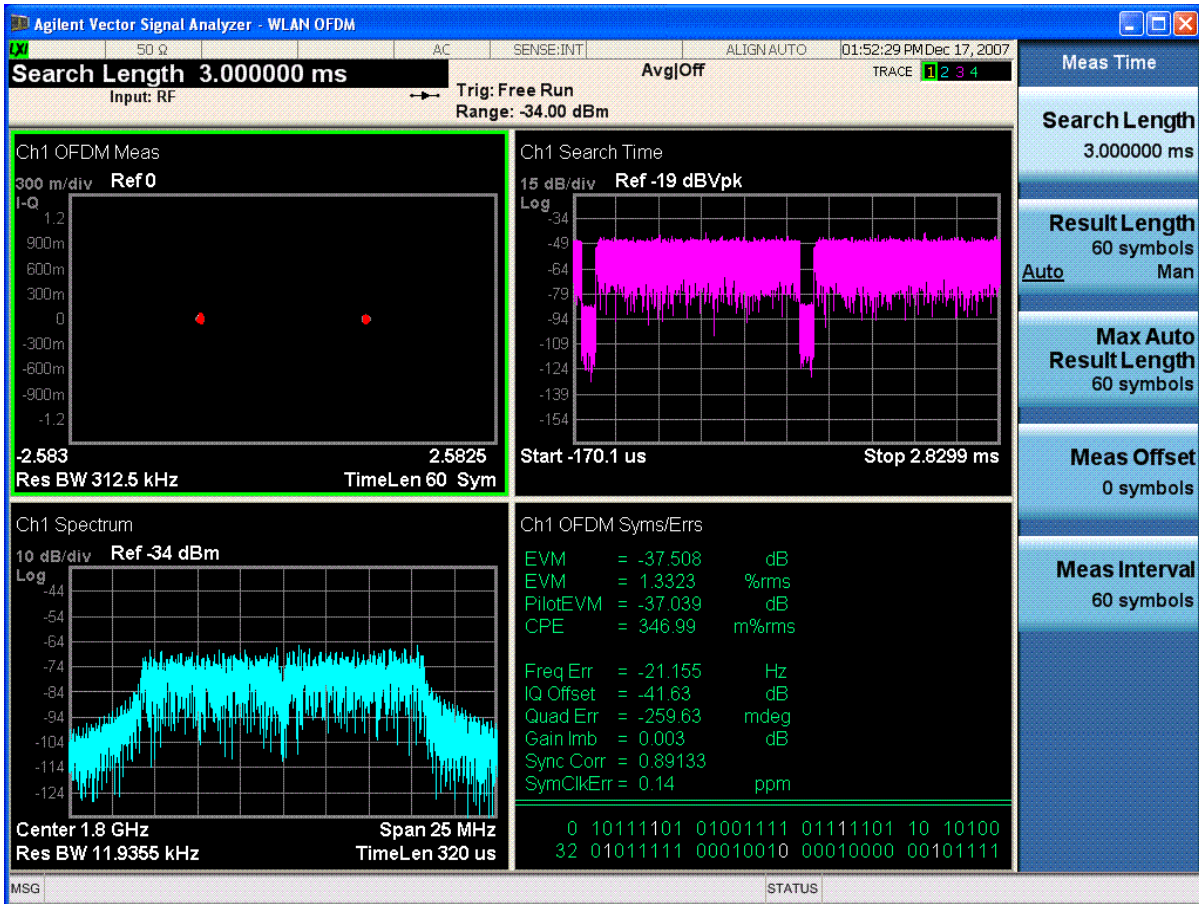 Agilent Vector Signal Analyzer - WLAN OFDM
LXI 50 Ω AC SENSE:INT ALIGN AUTO 01:52:29 PM Dec 17, 2007
Search Length 3.000000 ms
Input: RF
Trig: Free Run
Range: -34.00 dBm
Avg|Off
TRACE 1 2 3 4
Ch1 OFDM Meas
300 m/div Ref 0
I-Q
1.2
900m
600m
300m
0
-300m
-600m
-900m
-1.2
-2.583 2.5825
Res BW 312.5 kHz TimeLen 60 Sym
Ch1 Search Time
15 dB/div Ref -19 dBVpk
Log
-34
-49
-64
-79
-94
-109
-124
-139
-154
Start -170.1 us Stop 2.8299 ms
Ch1 Spectrum
10 dB/div Ref -34 dBm
Log
-44
-54
-64
-74
-84
-94
-104
-114
-124
Center 1.8 GHz Span 25 MHz
Res BW 11.9355 kHz TimeLen 320 us
Ch1 OFDM Syms/Errs
EVM = -37.508 dB
EVM = 1.3323 %rms
PilotEVM = -37.039 dB
CPE = 346.99 m%rms
Freq Err = -21.155 Hz
IQ Offset = -41.63 dB
Quad Err = -259.63 mdeg
Gain Imb = 0.003 dB
Sync Corr = 0.89133
SymClkErr = 0.14 ppm
0 10111101 01001111 01111101 10 10100
32 01011111 00010010 00010000 00101111
Meas Time
Search Length
3.000000 ms
Result Length
60 symbols
Auto Man
Max Auto
Result Length
60 symbols
Meas Offset
0 symbols
Meas Interval
60 symbols
MSG STATUS